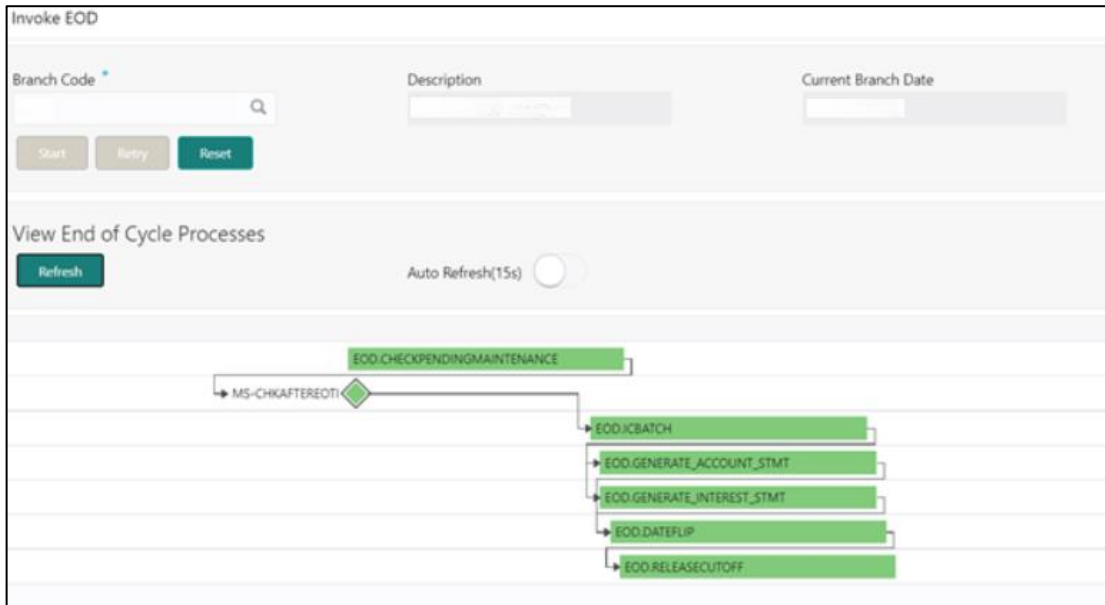 Invoke EOD
Branch Code *
Description
Current Branch Date
Start Retry Reset
View End of Cycle Processes
Refresh
Auto Refresh(15s)
EOD.CHECKPENDINGMAINTENANCE
MS-CHKAFTEREOTI
EOD.ICBATCH
EOD.GENERATE_ACCOUNT_STMT
EOD.GENERATE_INTEREST_STMT
EOD.DATEFLIP
EOD.RELEASECUTOFF